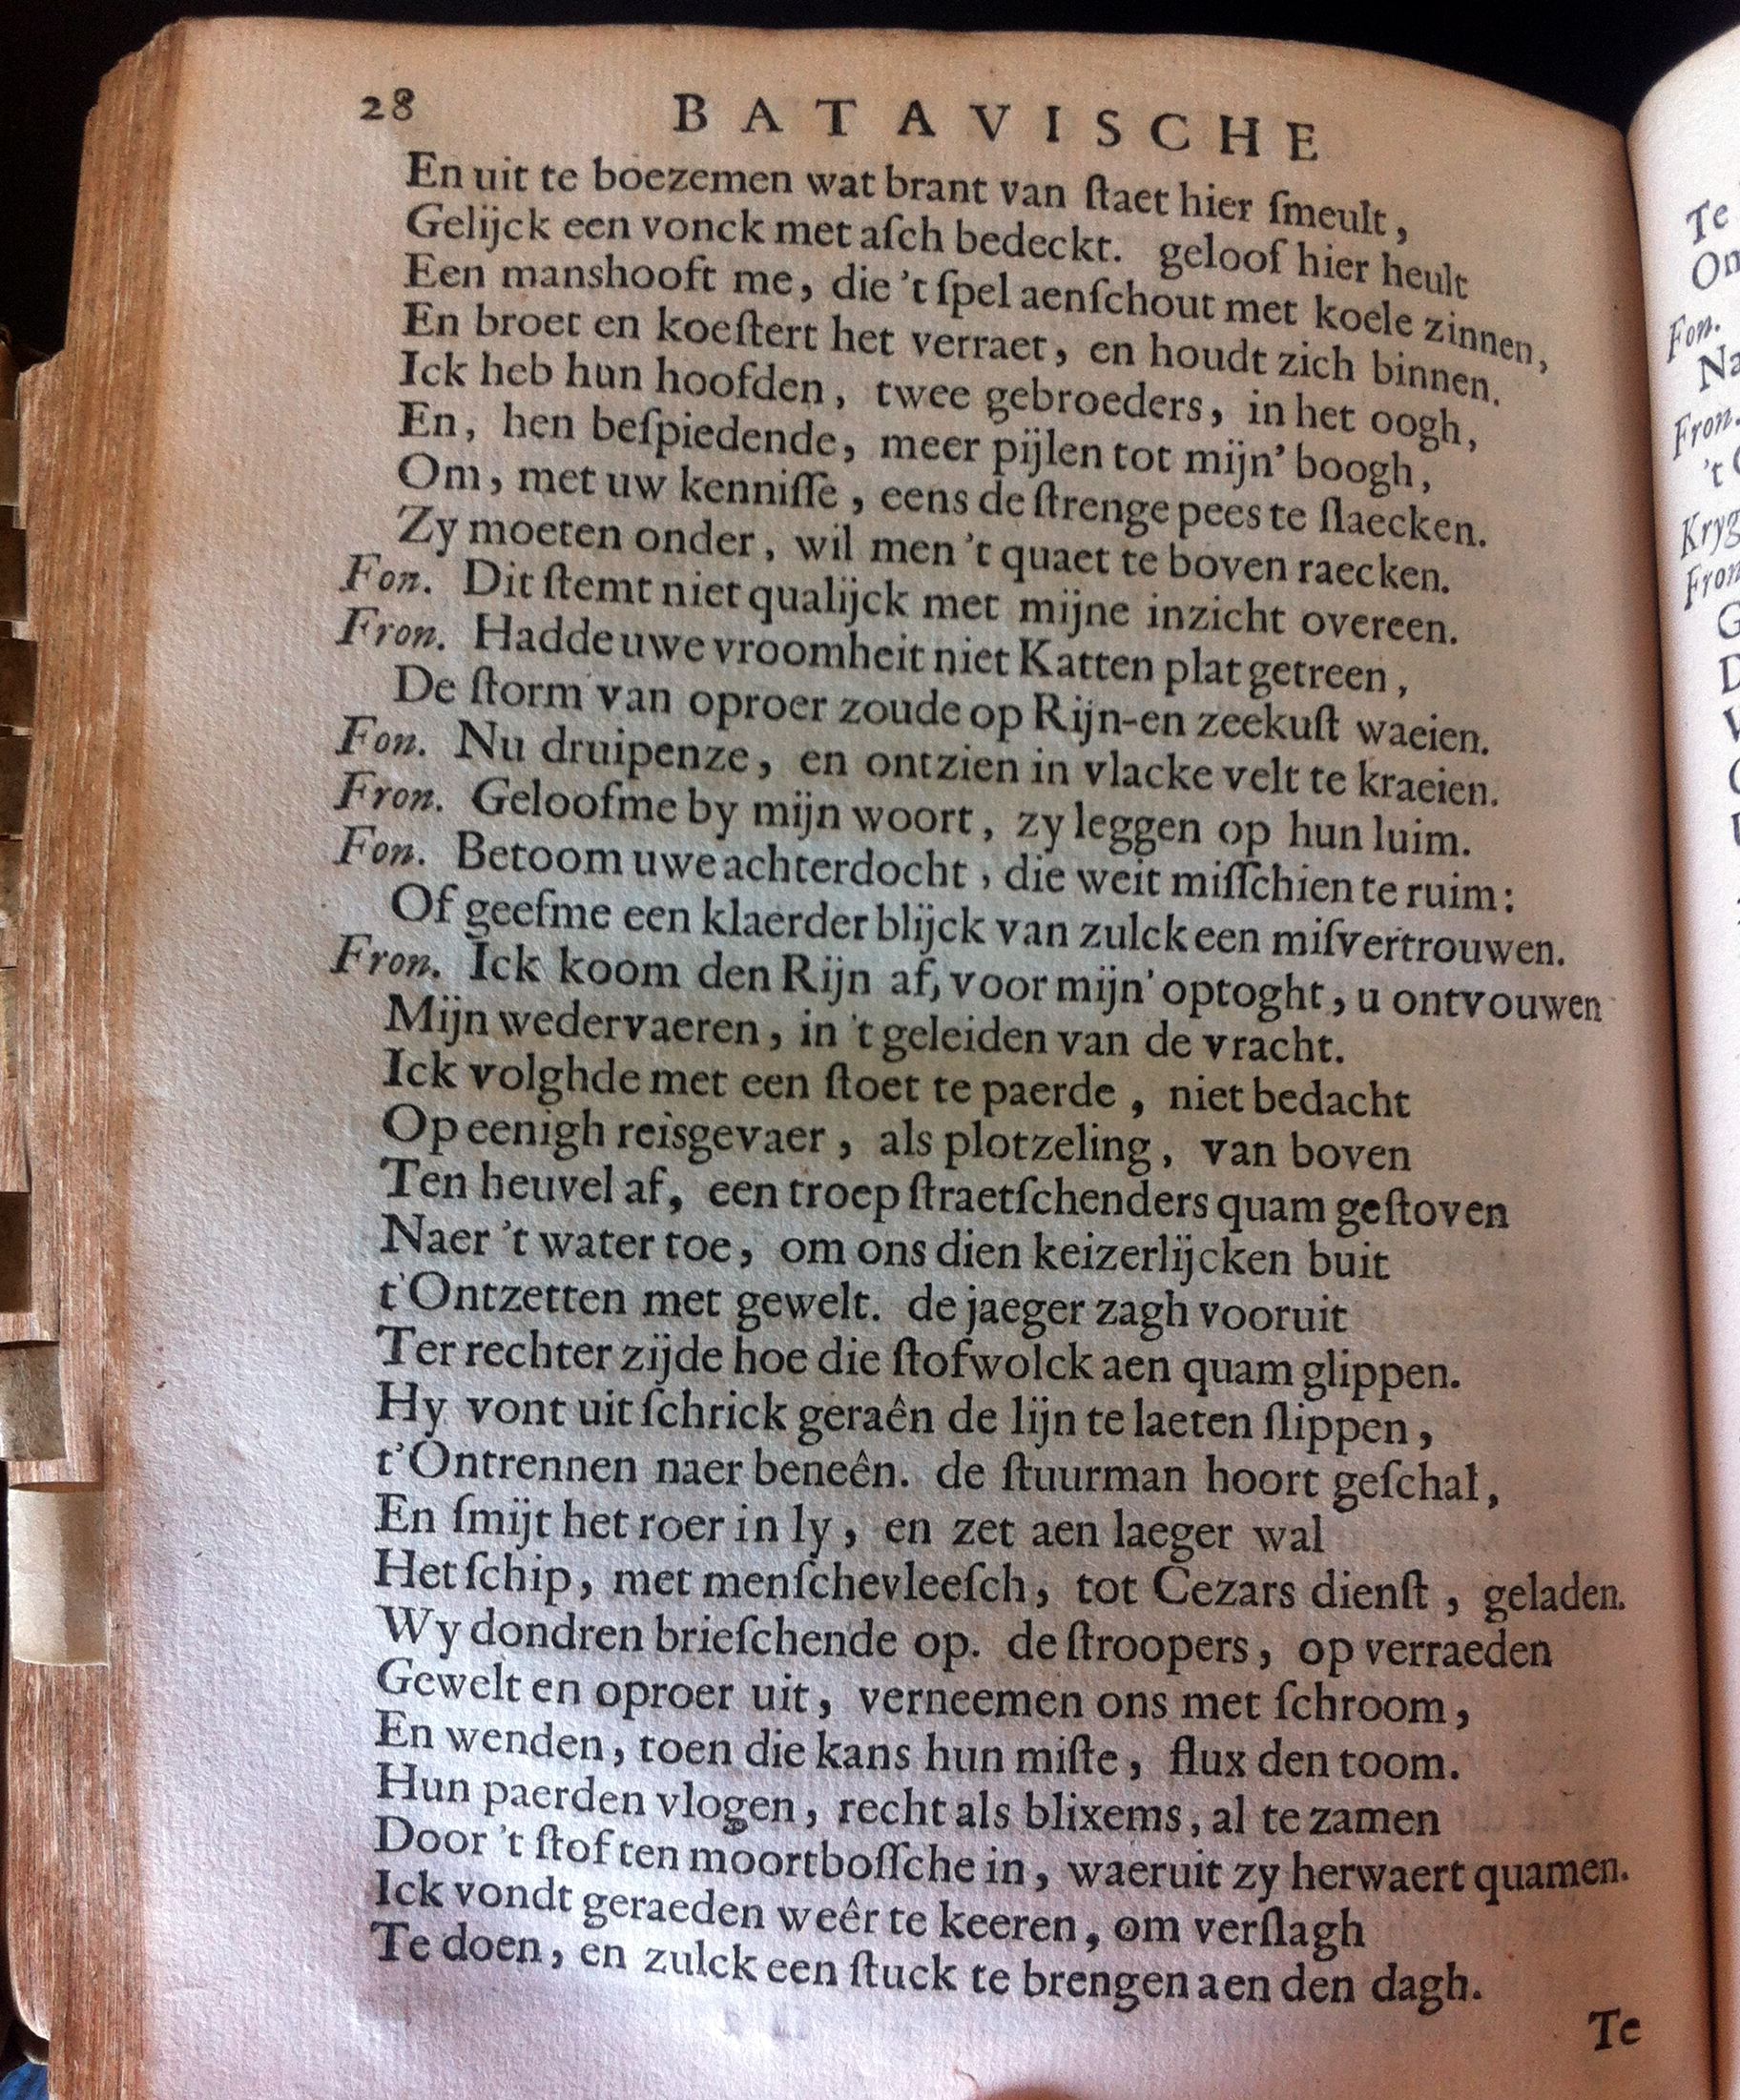 28 BATAVISCHE
En uit te boezemen wat brant van ſtaet hier ſmeult,
Gelijck een vonck met aſch bedeckt. geloof hier heult
Een manshooft me, die 't ſpel aenſchout met koele zinnen,
En broet en koeſtert het verraet, en houdt zich binnen.
Ick heb hun hoofden, twee gebroeders, in het oogh,
En, hen beſpiedende, meer pijlen tot mijn' boogh,
Om, met uw kenniſſe, eens de ſtrenge pees te ſlaecken.
Zy moeten onder, wil men 't quaet te boven raecken.
Fon. Dit ſtemt niet qualijck met mijne inzicht overeen.
Fron. Hadde uwe vroomheit niet Katten plat getreen,
De ſtorm van oproer zoude op Rijn-en zeekuſt waeien.
Fon. Nu druipenze, en ontzien in vlacke velt te kraeien.
Fron. Geloofme by mijn woort, zy leggen op hun luim.
Fon. Betoom uwe achterdocht, die weit miſſchien te ruim:
Of geefme een klaerder blijck van zulck een miſvertrouwen.
Fron. Ick koom den Rijn af, voor mijn' optoght, u ontvouwen
Mijn wedervaeren, in 't geleiden van de vracht.
Ick volghde met een ſtoet te paerde, niet bedacht
Op eenigh reisgevaer, als plotzeling, van boven
Ten heuvel af, een troep ſtraetſchenders quam geſtoven
Naer 't water toe, om ons dien keizerlijcken buit
t'Ontzetten met gewelt. de jaeger zagh vooruit
Ter rechter zijde hoe die ſtofwolck aen quam glippen.
Hy vont uit ſchrick geraên de lijn te laeten ſlippen,
t'Ontrennen naer beneên. de ſtuurman hoort geſchal,
En ſmijt het roer in ly, en zet aen laeger wal
Het ſchip, met menſchevleeſch, tot Cezars dienſt, geladen.
Wy dondren brieſchende op. de ſtroopers, op verraeden
Gewelt en oproer uit, verneemen ons met ſchroom,
En wenden, toen die kans hun miſte, flux den toom.
Hun paerden vlogen, recht als blixems, al te zamen
Door 't ſtof ten moortboſſche in, waeruit zy herwaert quamen.
Ick vondt geraeden weêr te keeren, om verſlagh
Te doen, en zulck een ſtuck te brengen aen den dagh.
Te
Te
On
Fon.
Na
Fron.
't
Kryg
Fron